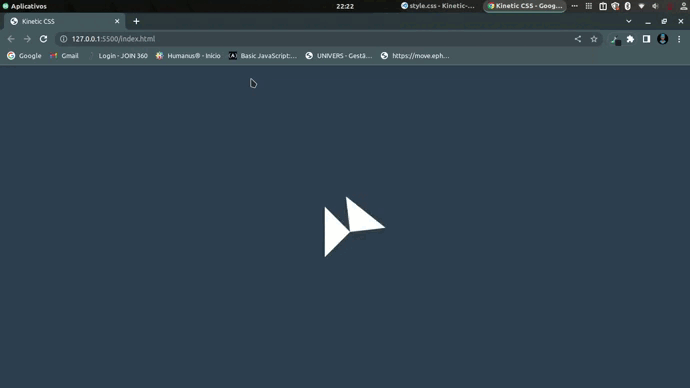 Aplicativos
22:22
style.css - Kinetic-...
Kinetic CSS - Goog...
Kinetic CSS
127.0.0.1:5500/index.html
Google
Gmail
Login - JOIN 360
Humanus® - Início
Basic JavaScript:...
UNIVERS - Gestã...
https://move.eph...